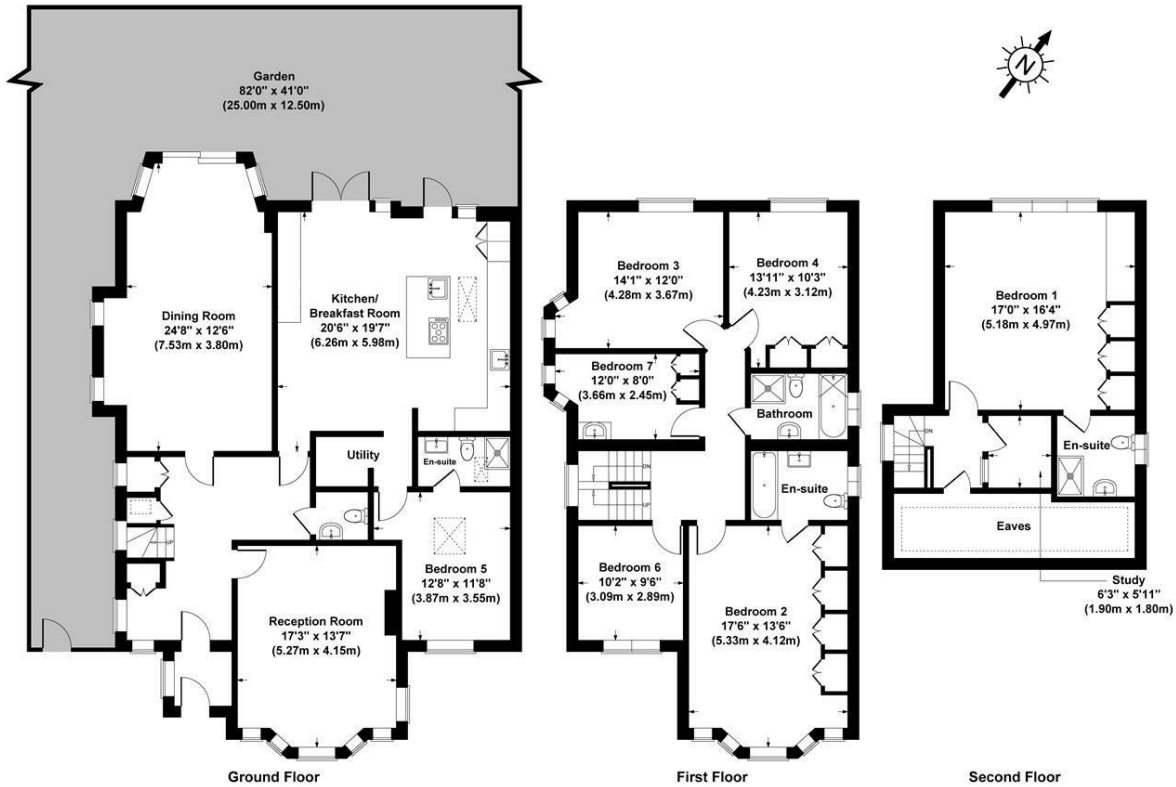 Garden
82'0" x 41'0"
(25.00m x 12.50m)
N
Dining Room
24'8" x 12'6"
(7.53m x 3.80m)
Kitchen/
Breakfast Room
20'6" x 19'7"
(6.26m x 5.98m)
Utility
En-suite
UP
Bedroom 5
12'8" x 11'8"
(3.87m x 3.55m)
Reception Room
17'3" x 13'7"
(5.27m x 4.15m)
Ground Floor
Bedroom 3
14'1" x 12'0"
(4.28m x 3.67m)
Bedroom 4
13'11" x 10'3"
(4.23m x 3.12m)
Bedroom 7
12'0" x 8'0"
(3.66m x 2.45m)
Bathroom
DN
UP
En-suite
Bedroom 6
10'2" x 9'6"
(3.09m x 2.89m)
Bedroom 2
17'6" x 13'6"
(5.33m x 4.12m)
First Floor
Bedroom 1
17'0" x 16'4"
(5.18m x 4.97m)
DN
En-suite
Eaves
Study
6'3" x 5'11"
(1.90m x 1.80m)
Second Floor